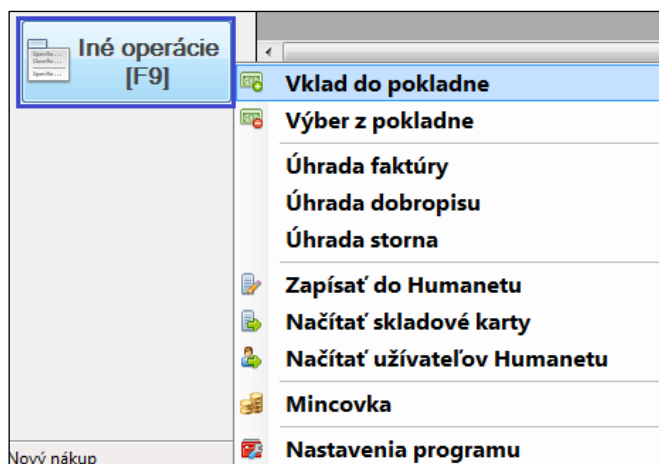 Iné operácie
[F9]
Vklad do pokladne
Výber z pokladne
Úhrada faktúry
Úhrada dobropisu
Úhrada storna
Zapísať do Humanetu
Načítať skladové karty
Načítať užívateľov Humanetu
Mincovka
Nastavenia programu
Nový nákup